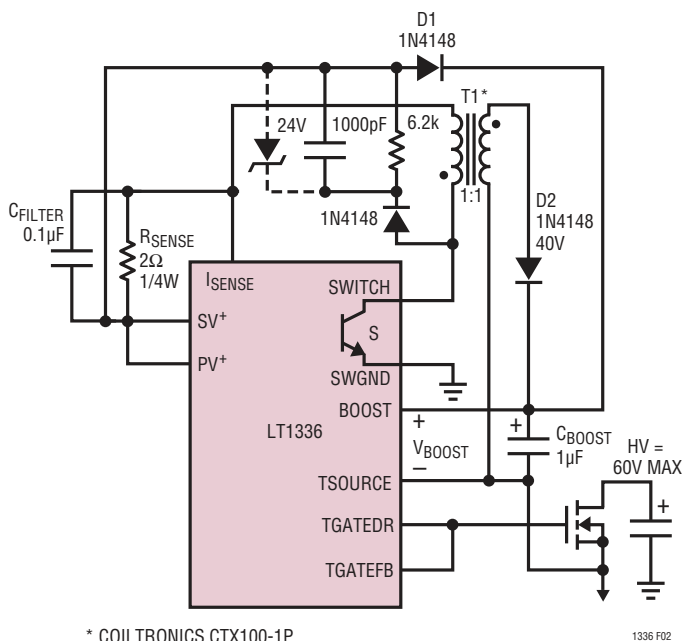 D1
1N4148
T1*
24V
1000pF
6.2k
1:1
D2
1N4148
40V
1N4148
CFILTER
0.1µF
RSENSE
2Ω
1/4W
ISENSE
SWITCH
SV+
S
PV+
SWGND
BOOST
LT1336
+
VBOOST
–
+
CBOOST
1µF
HV =
60V MAX
+
TSOURCE
TGATEDR
TGATEFB
* COILTRONICS CTX100-1P
1336 F02